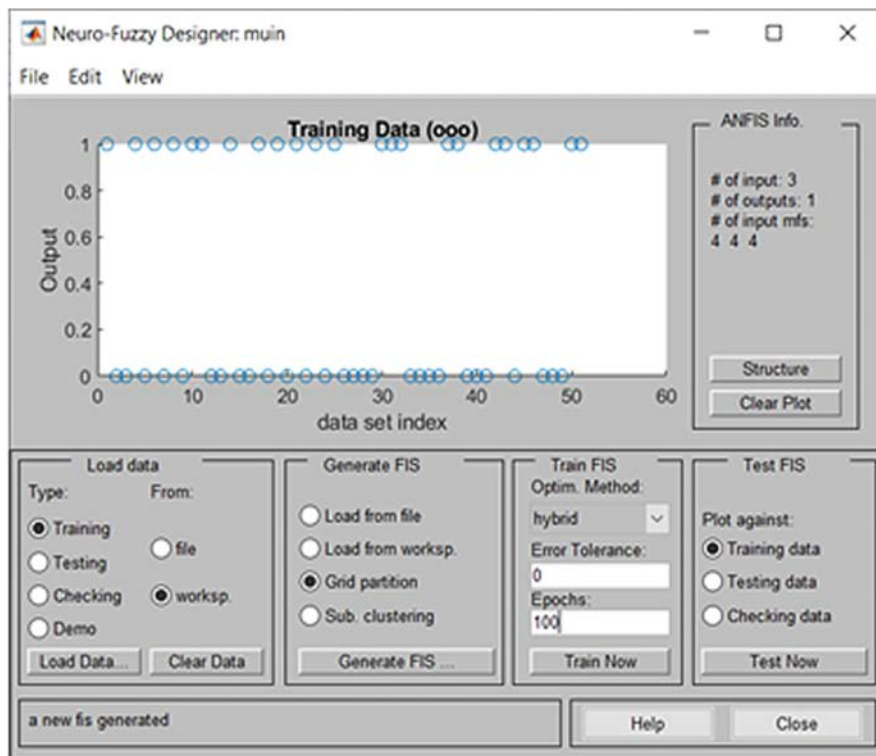 Neuro-Fuzzy Designer: muin
File Edit View
Training Data (ooo)
1
0.8
0.6
0.4
0.2
0
Output
0 10 20 30 40 50 60
data set index
ANFIS Info.
# of input: 3
# of outputs: 1
# of input mfs:
4 4 4
Structure
Clear Plot
Load data
Type: From:
Training
Testing
Checking
Demo
file
worksp.
Load Data... Clear Data
Generate FIS
Load from file
Load from worksp.
Grid partition
Sub. clustering
Generate FIS ...
Train FIS
Optim. Method:
hybrid
Error Tolerance:
0
Epochs:
100
Train Now
Test FIS
Plot against:
Training data
Testing data
Checking data
Test Now
a new fis generated
Help Close